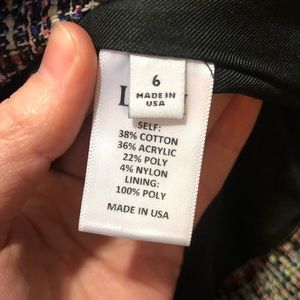 6
MADE IN
USA
SELF:
38% COTTON
36% ACRYLIC
22% POLY
4% NYLON
LINING:
100% POLY
MADE IN USA